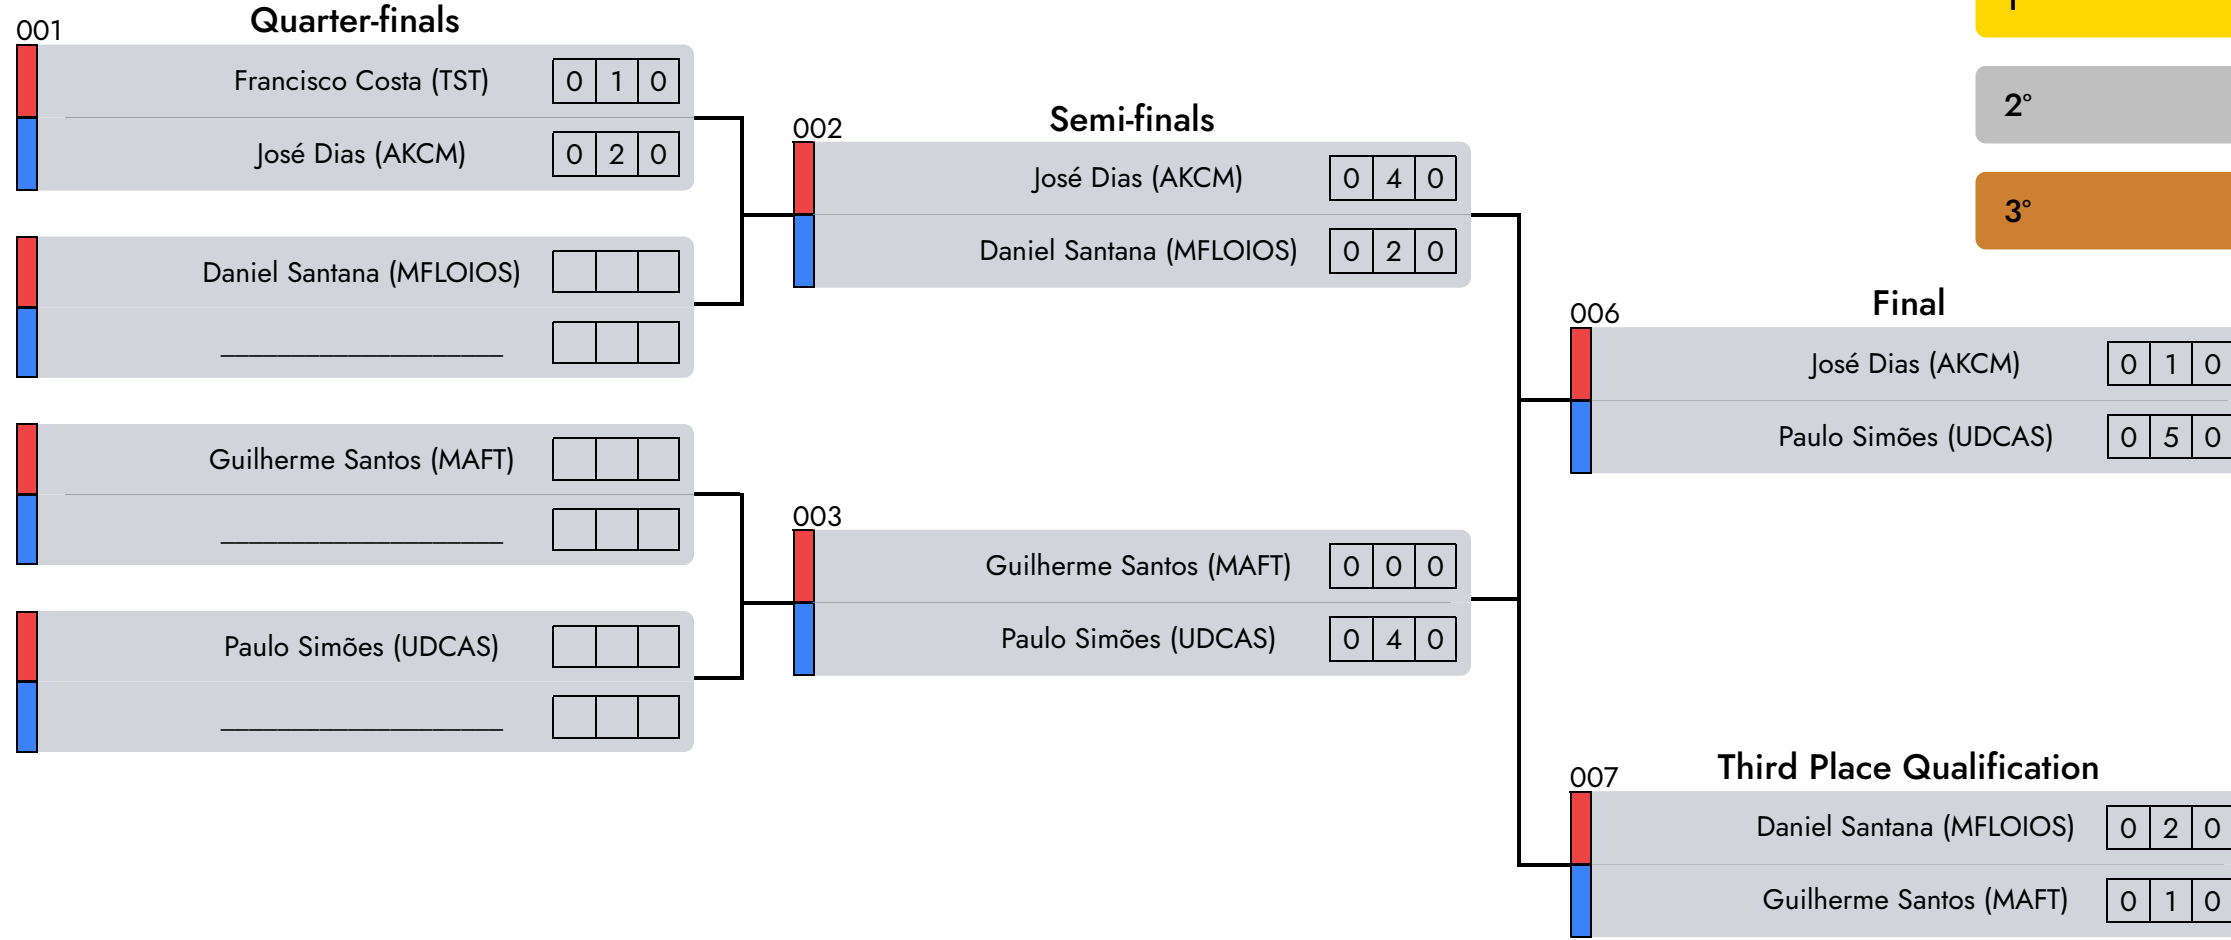 Quarter-finals
001
Francisco Costa (TST) 0 1 0
José Dias (AKCM) 0 2 0
Daniel Santana (MFLOIOS)
____________________
Guilherme Santos (MAFT)
____________________
Paulo Simões (UDCAS)
____________________
Semi-finals
002
José Dias (AKCM) 0 4 0
Daniel Santana (MFLOIOS) 0 2 0
003
Guilherme Santos (MAFT) 0 0 0
Paulo Simões (UDCAS) 0 4 0
2°
3°
Final
006
José Dias (AKCM) 0 1 0
Paulo Simões (UDCAS) 0 5 0
Third Place Qualification
007
Daniel Santana (MFLOIOS) 0 2 0
Guilherme Santos (MAFT) 0 1 0